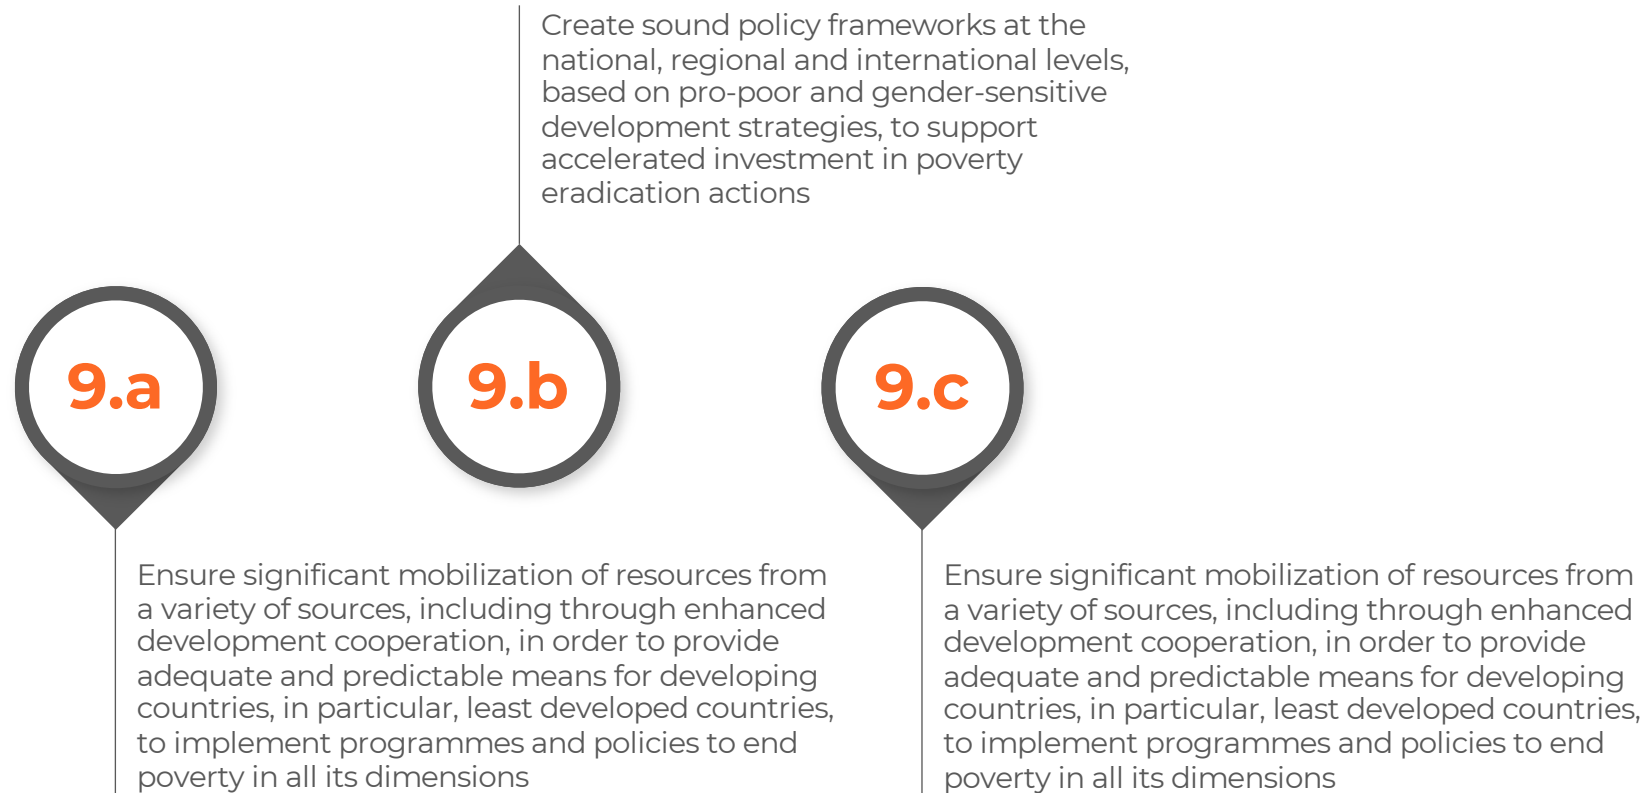 Create sound policy frameworks at the
national, regional and international levels,
based on pro-poor and gender-sensitive
development strategies, to support
accelerated investment in poverty
eradication actions
9.a
9.b
9.c
Ensure significant mobilization of resources from
a variety of sources, including through enhanced
development cooperation, in order to provide
adequate and predictable means for developing
countries, in particular, least developed countries,
to implement programmes and policies to end
poverty in all its dimensions
Ensure significant mobilization of resources from
a variety of sources, including through enhanced
development cooperation, in order to provide
adequate and predictable means for developing
countries, in particular, least developed countries,
to implement programmes and policies to end
poverty in all its dimensions